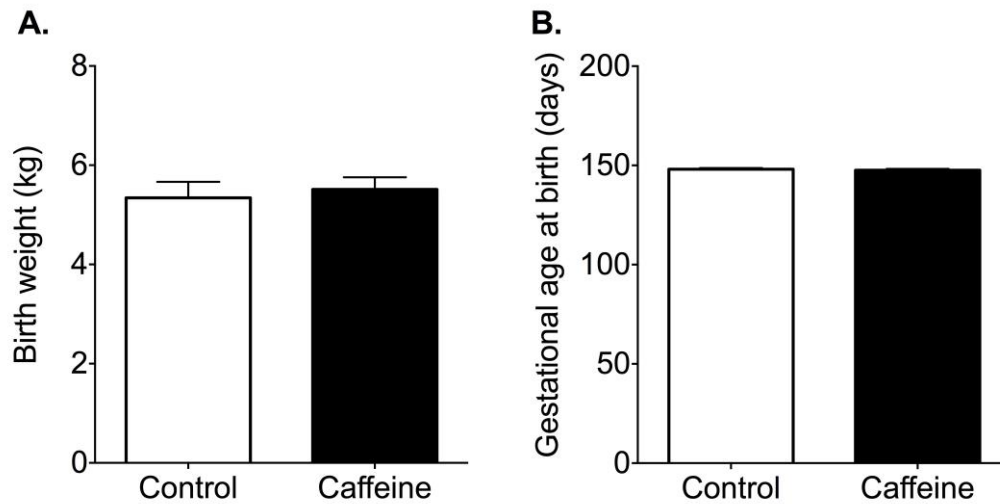 A.
Birth weight (kg)
8
6
4
2
0
Control Caffeine
B.
Gestational age at birth (days)
200
150
100
50
0
Control Caffeine